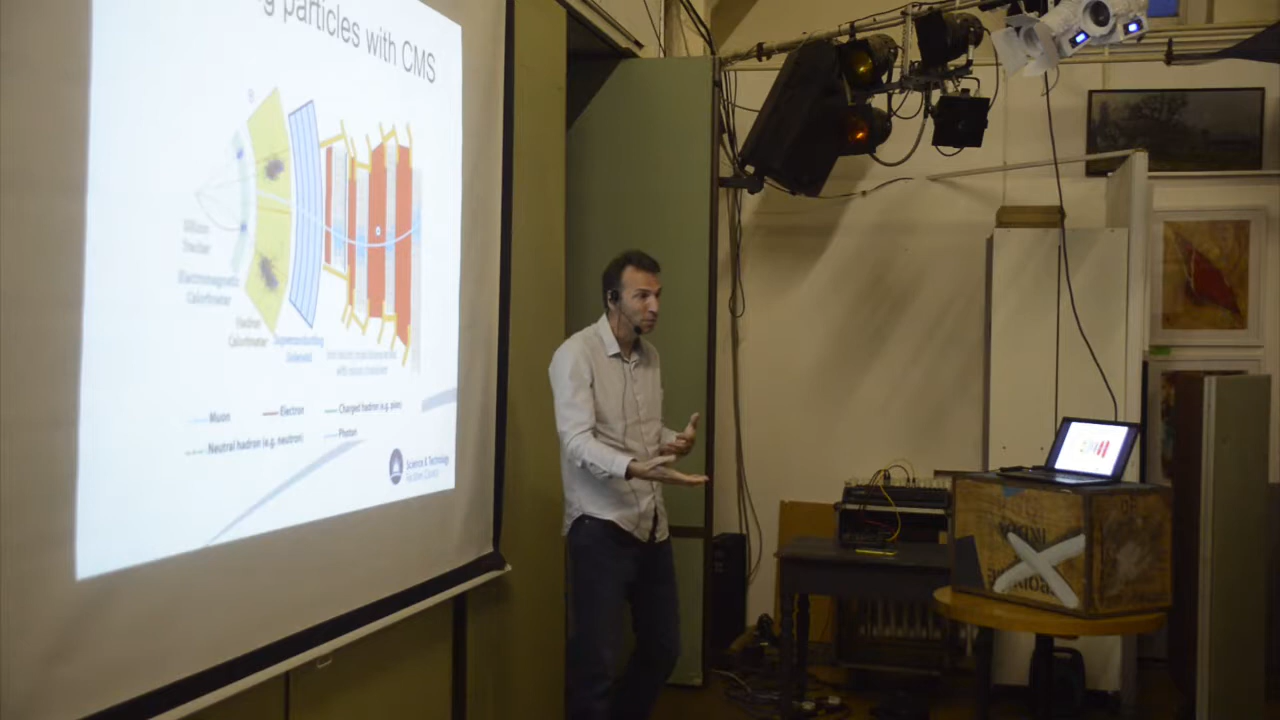 particles with CMS
Silicon
Tracker
Electromagnetic
Calorimeter
Hadron
Calorimeter
Superconducting
Solenoid
Muon
Electron
Charged hadron (e.g. pion)
Neutral hadron (e.g. neutron)
Photon
Science & Technology
Facilities Council